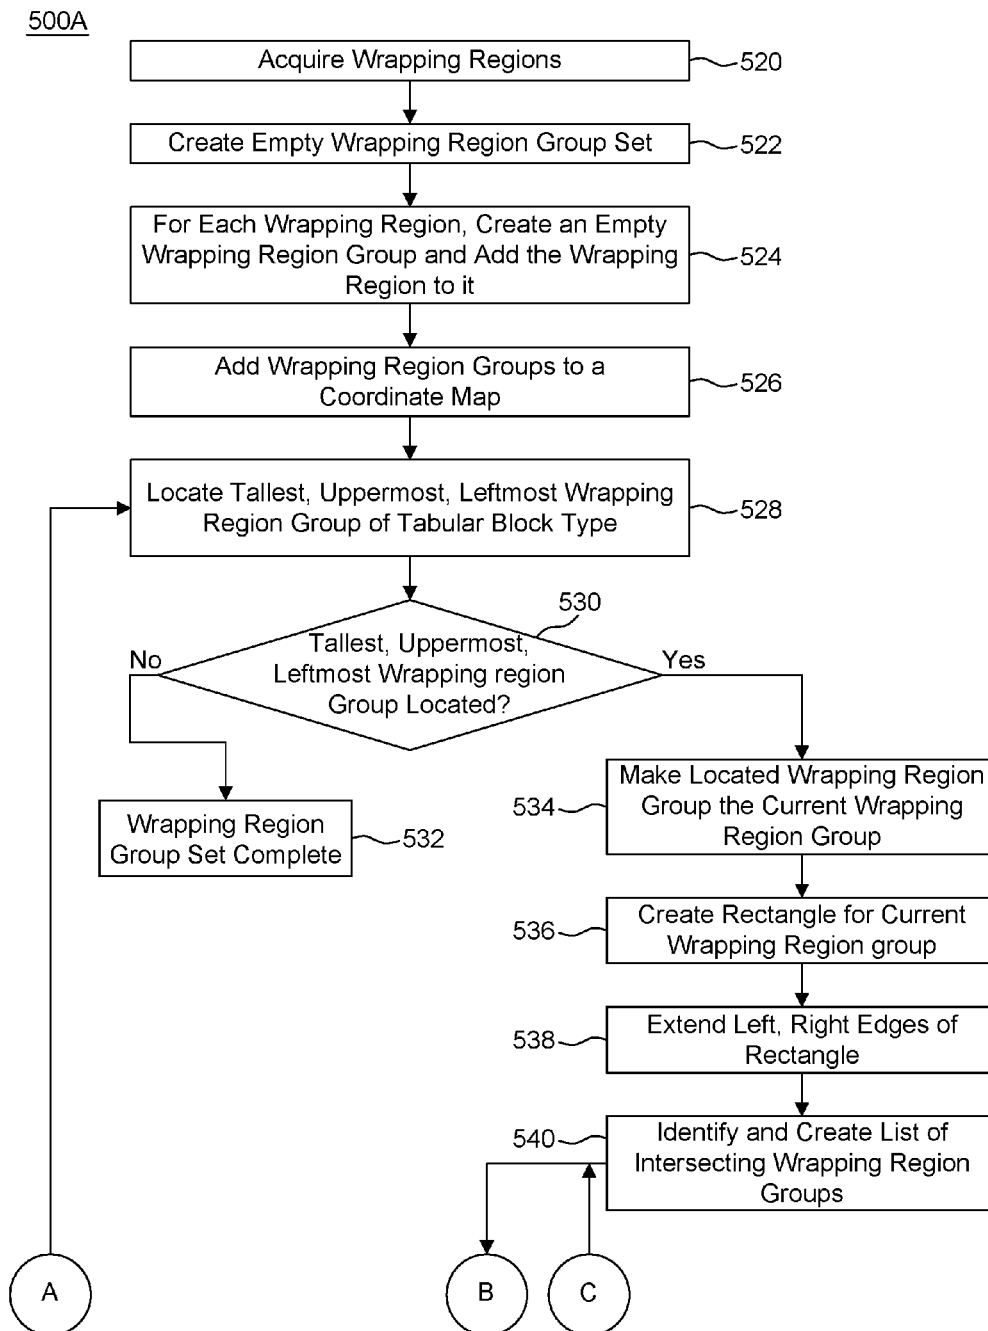 500A
Acquire Wrapping Regions
520
Create Empty Wrapping Region Group Set
522
For Each Wrapping Region, Create an Empty
Wrapping Region Group and Add the Wrapping
Region to it
524
Add Wrapping Region Groups to a
Coordinate Map
526
Locate Tallest, Uppermost, Leftmost Wrapping
Region Group of Tabular Block Type
528
530
Tallest, Uppermost,
Leftmost Wrapping region
Group Located?
No
Yes
Wrapping Region
Group Set Complete
532
Make Located Wrapping Region
Group the Current Wrapping
Region Group
534
Create Rectangle for Current
Wrapping Region group
536
Extend Left, Right Edges of
Rectangle
538
Identify and Create List of
Intersecting Wrapping Region
Groups
540
A
B
C